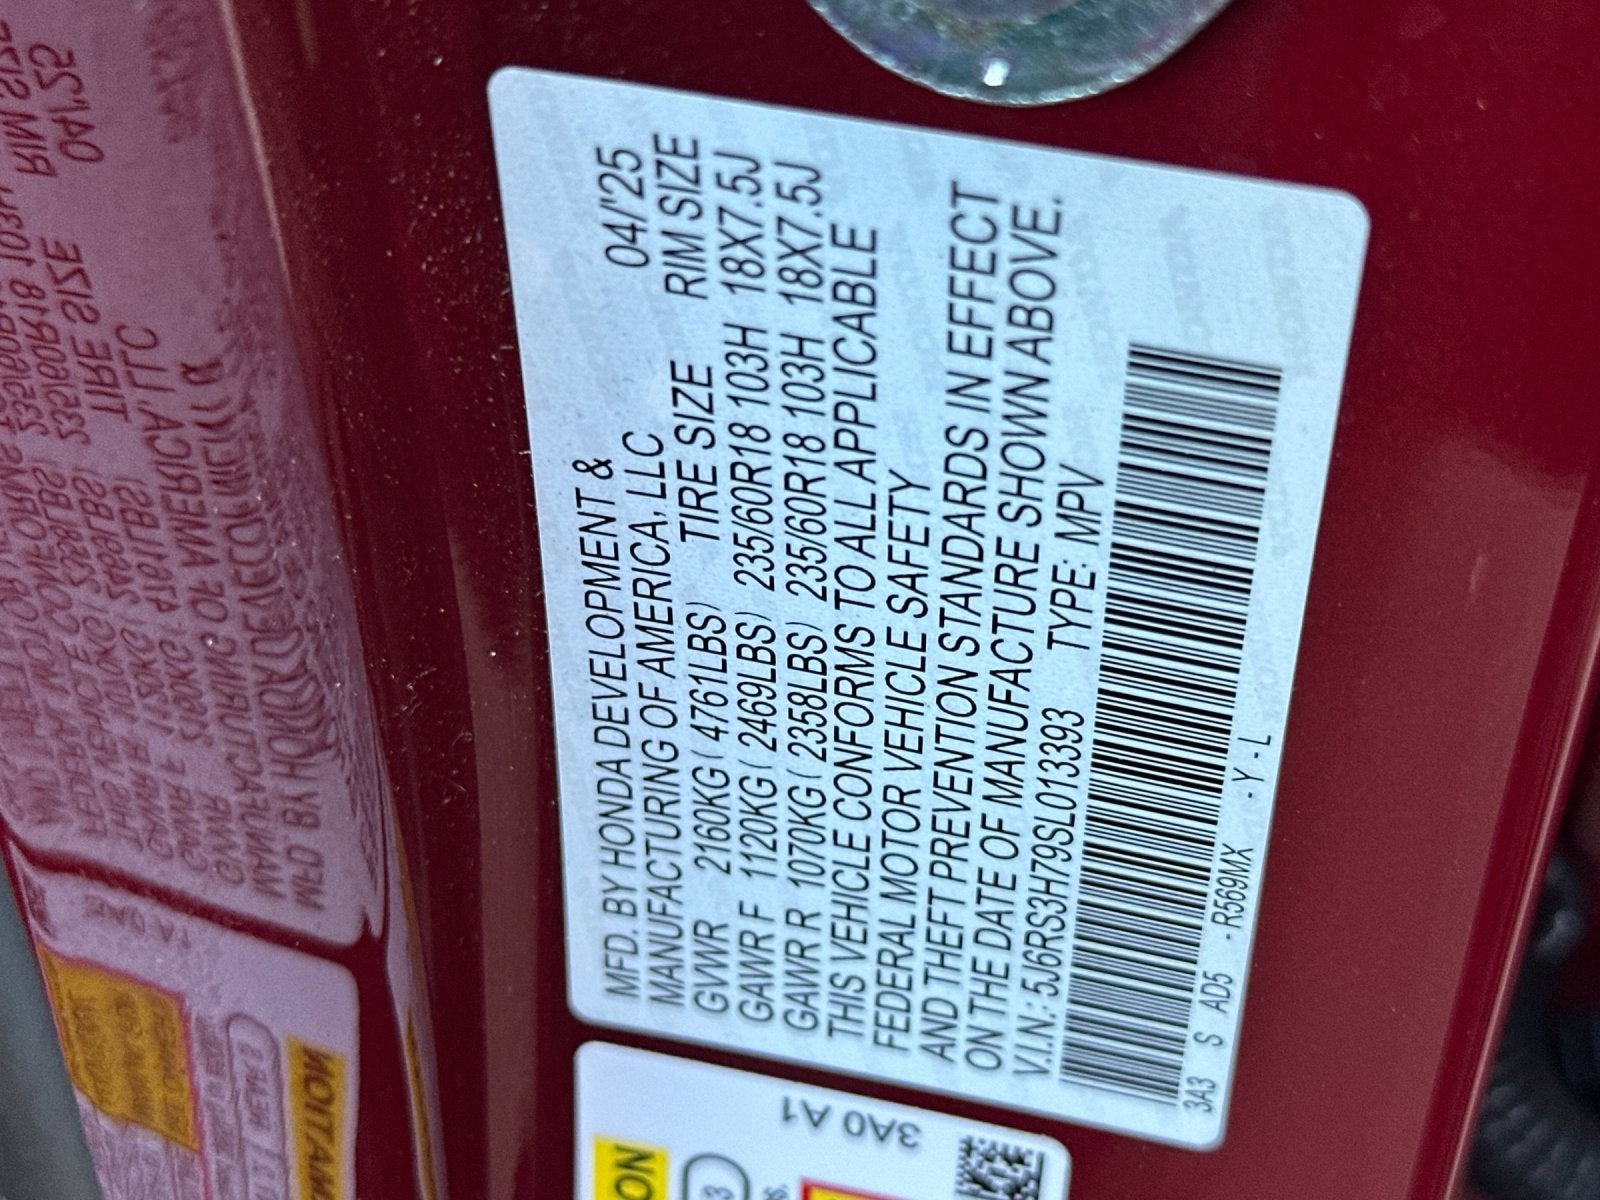 MFD. BY HONDA DEVELOPMENT &
MANUFACTURING OF AMERICA, LLC 04/'25
GVWR 2160KG ( 4761LBS) TIRE SIZE RIM SIZE
GAWR F 1120KG ( 2469LBS) 235/60R18 103H 18X7.5J
GAWR R 1070KG ( 2358LBS) 235/60R18 103H 18X7.5J
THIS VEHICLE CONFORMS TO ALL APPLICABLE
FEDERAL MOTOR VEHICLE SAFETY
AND THEFT PREVENTION STANDARDS IN EFFECT
ON THE DATE OF MANUFACTURE SHOWN ABOVE.
V.I.N.: 5J6RS3H79SL013393 TYPE: MPV
3A3 S AD5 - R569MX - Y - L
3A0 A1
ON
3